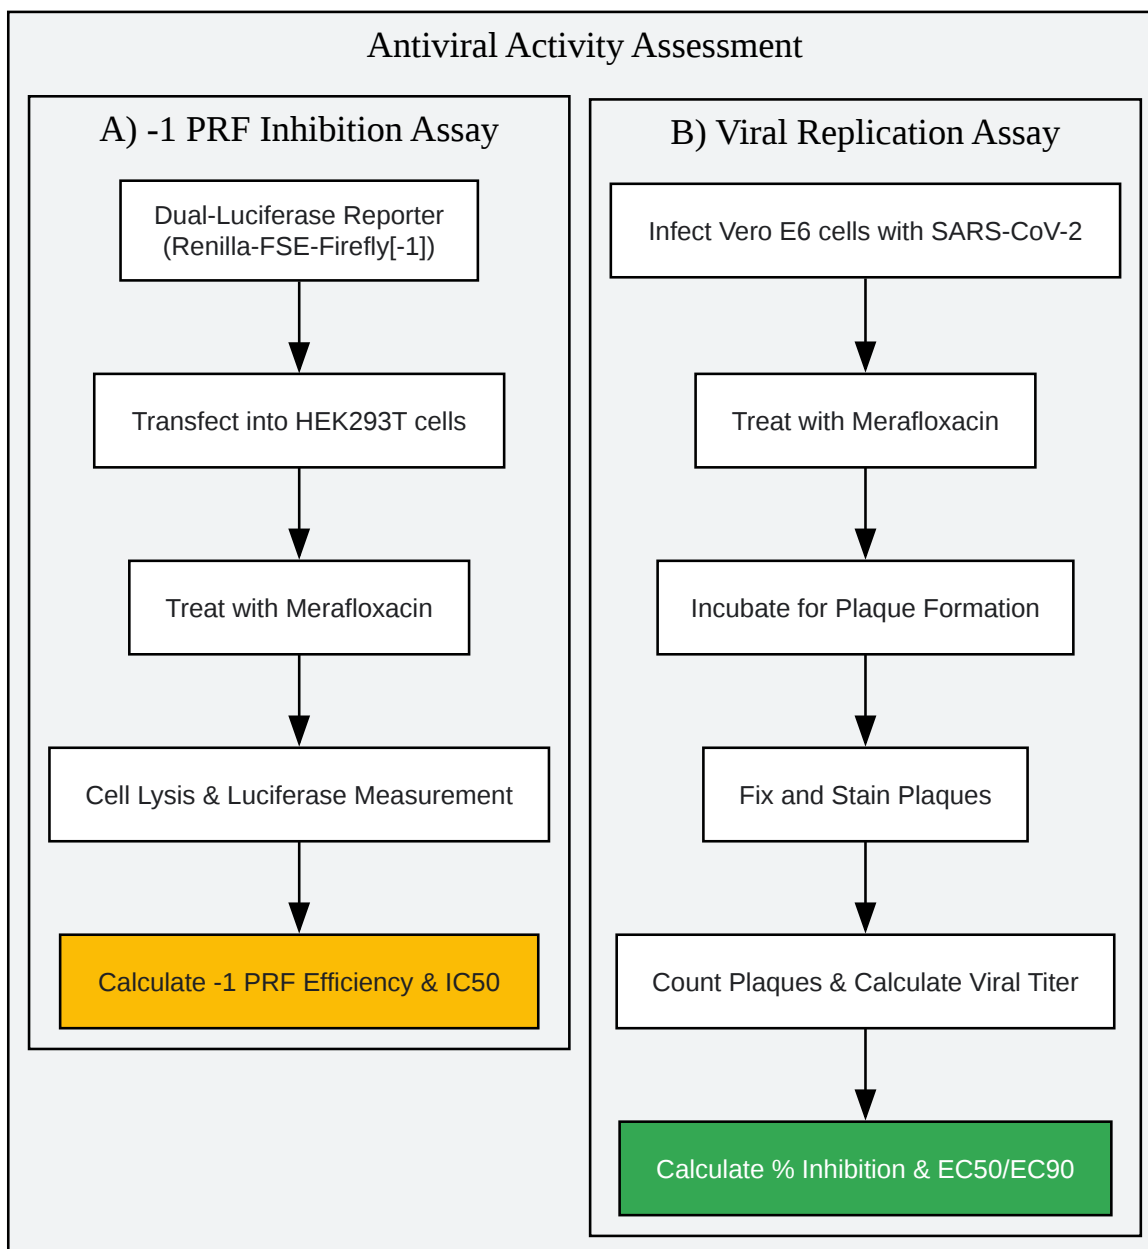 Antiviral Activity Assessment
A) -1 PRF Inhibition Assay
Dual-Luciferase Reporter
(Renilla-FSE-Firefly[-1])
Transfect into HEK293T cells
Treat with Merafloxacin
Cell Lysis & Luciferase Measurement
Calculate -1 PRF Efficiency & IC50
B) Viral Replication Assay
Infect Vero E6 cells with SARS-CoV-2
Treat with Merafloxacin
Incubate for Plaque Formation
Fix and Stain Plaques
Count Plaques & Calculate Viral Titer
Calculate % Inhibition & EC50/EC90